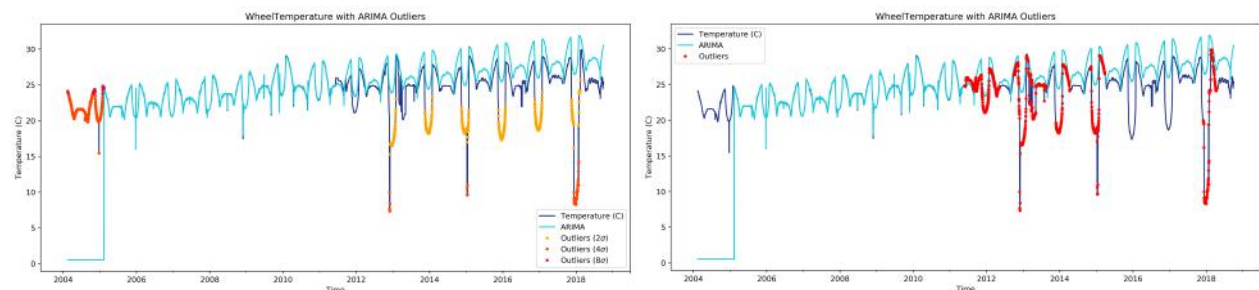 WheelTemperature with ARIMA Outliers
Temperature (C)
30
25
20
15
10
5
0
2004
2006
2008
2010
2012
2014
2016
2018
Time
Temperature (C)
ARIMA
Outliers (2σ)
Outliers (4σ)
Outliers (8σ)
WheelTemperature with ARIMA Outliers
Temperature (C)
30
25
20
15
10
5
0
2004
2006
2008
2010
2012
2014
2016
2018
Time
Temperature (C)
ARIMA
Outliers